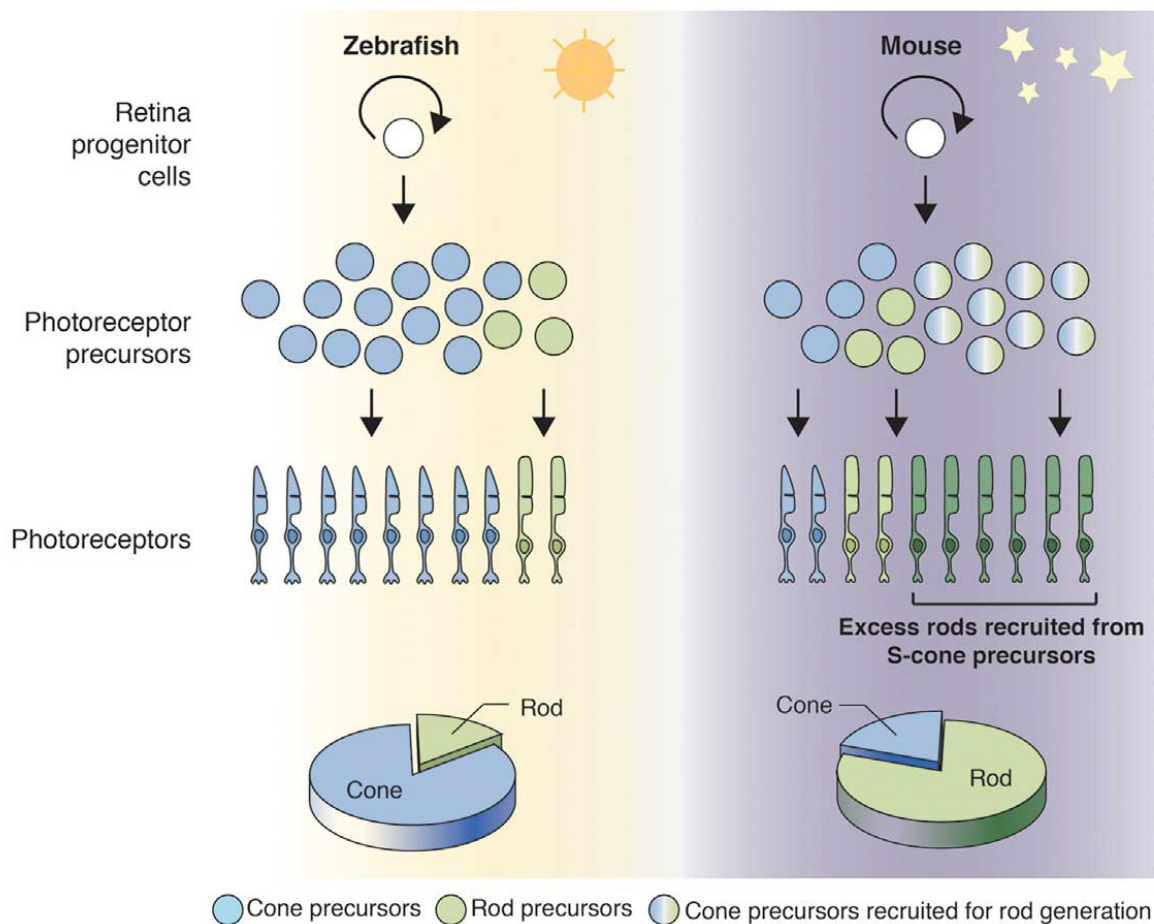 Zebrafish
Mouse
Retina
progenitor
cells
Photoreceptor
precursors
Photoreceptors
Excess rods recruited from
S-cone precursors
Rod
Cone
Cone
Rod
Cone precursors
Rod precursors
Cone precursors recruited for rod generation